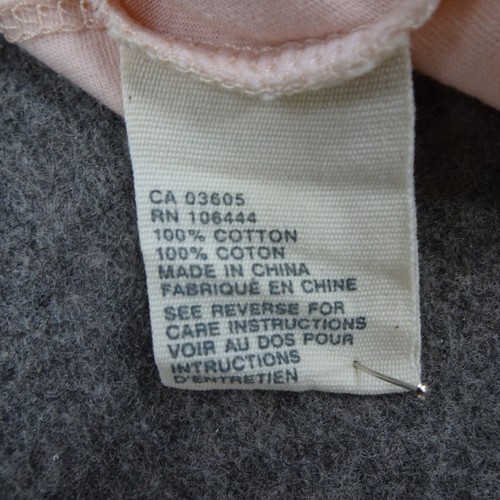 CA 03605
RN 106444
100% COTTON
100% COTON
MADE IN CHINA
FABRIQUÉ EN CHINE
SEE REVERSE FOR
CARE INSTRUCTIONS
VOIR AU DOS POUR
INTRUCTIONS
D'ENTRETIEN